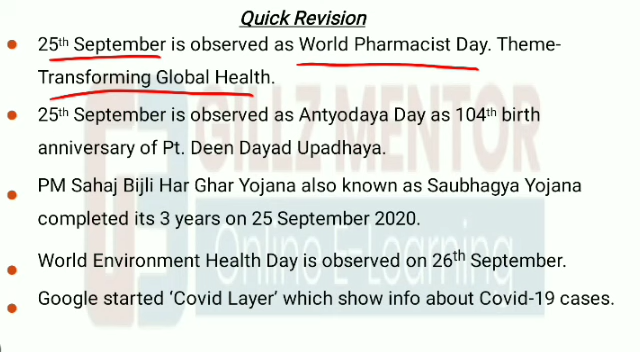 Quick Revision
25th September is observed as World Pharmacist Day. Theme-
Transforming Global Health.
25th September is observed as Antyodaya Day as 104th birth
anniversary of Pt. Deen Dayad Upadhaya.
PM Sahaj Bijli Har Ghar Yojana also known as Saubhagya Yojana
completed its 3 years on 25 September 2020.
World Environment Health Day is observed on 26th September.
Google started ‘Covid Layer’ which show info about Covid-19 cases.
GILLZ MENTOR
Online E-Learning